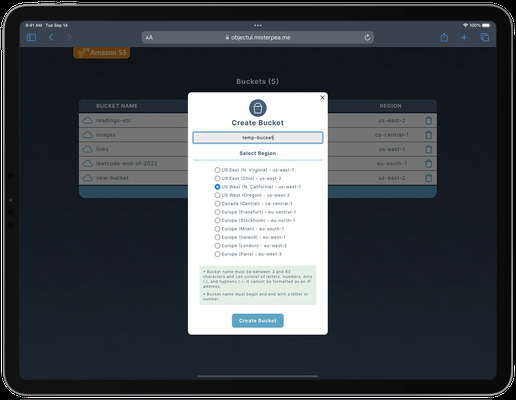 9:41 AM Tue Sep 14
100%
AA
objectui.misterpea.me
Amazon S3
Buckets (5)
BUCKET NAME
REGION
readings-etc
us-east-2
images
ca-central-1
links
us-east-1
leetcode-end-of-2022
eu-south-1
new-bucket
us-east-2
Create Bucket
temp-bucket
Select Region
US East (N. Virginia) - us-east-1
US East (Ohio) - us-east-2
US West (N. California) - us-west-1
US West (Oregon) - us-west-2
Canada (Central) - ca-central-1
Europe (Frankfurt) - eu-central-1
Europe (Stockholm) - eu-north-1
Europe (Milan) - eu-south-1
Europe (Ireland) - eu-west-1
Europe (London) - eu-west-2
Europe (Paris) - eu-west-3
• Bucket name must be between 3 and 63
characters and can consist of letters, numbers, dots
(.), and hyphens (-). It cannot be formatted as an IP
address.
• Bucket name must begin and end with a letter or
number.
Create Bucket